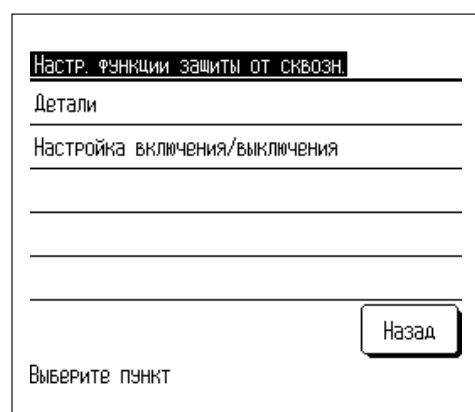 Настр. функции защиты от сквозн.
Детали
Настройка включения/выключения
Назад
Выберите пункт